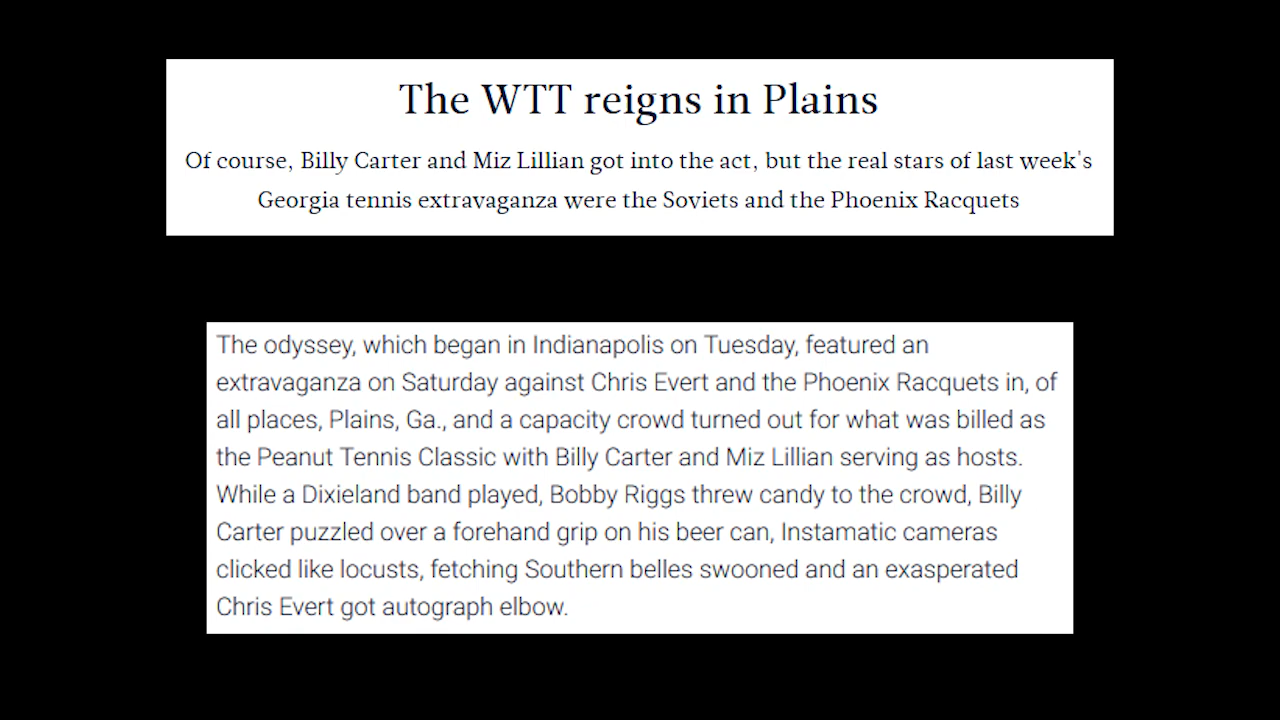 The WTT reigns in Plains
Of course, Billy Carter and Miz Lillian got into the act, but the real stars of last week's
Georgia tennis extravaganza were the Soviets and the Phoenix Racquets
The odyssey, which began in Indianapolis on Tuesday, featured an
extravaganza on Saturday against Chris Evert and the Phoenix Racquets in, of
all places, Plains, Ga., and a capacity crowd turned out for what was billed as
the Peanut Tennis Classic with Billy Carter and Miz Lillian serving as hosts.
While a Dixieland band played, Bobby Riggs threw candy to the crowd, Billy
Carter puzzled over a forehand grip on his beer can, Instamatic cameras
clicked like locusts, fetching Southern belles swooned and an exasperated
Chris Evert got autograph elbow.